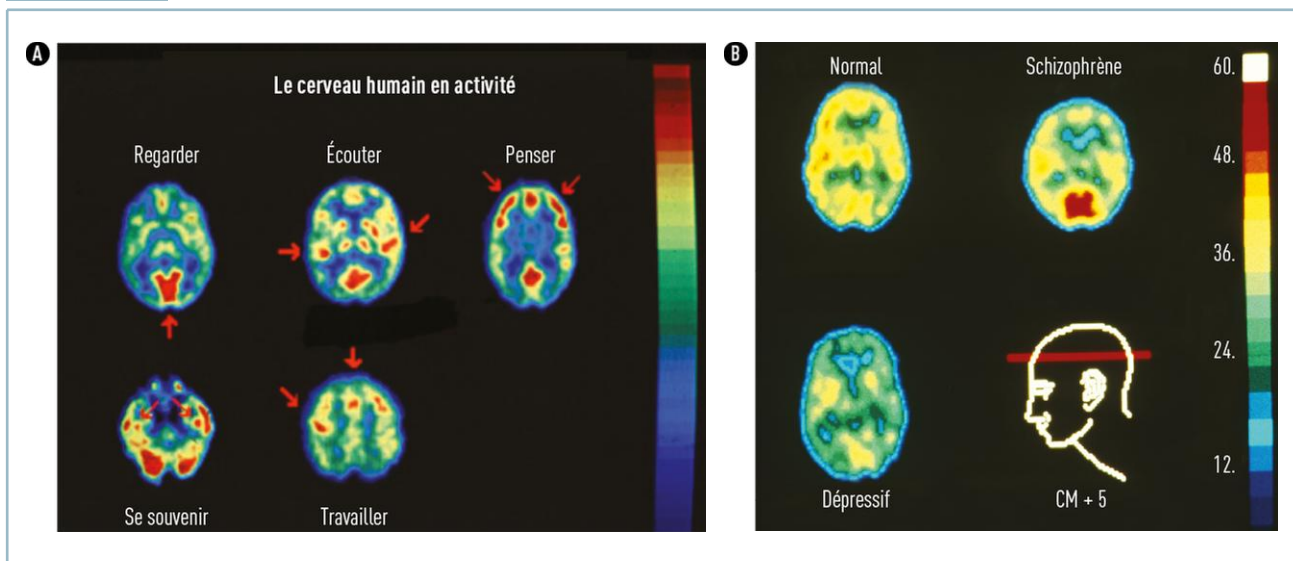 A
Le cerveau humain en activité
Regarder
Écouter
Penser
Se souvenir
Travailler
B
Normal
Schizophrène
60.
48.
36.
24.
12.
Dépressif
CM + 5